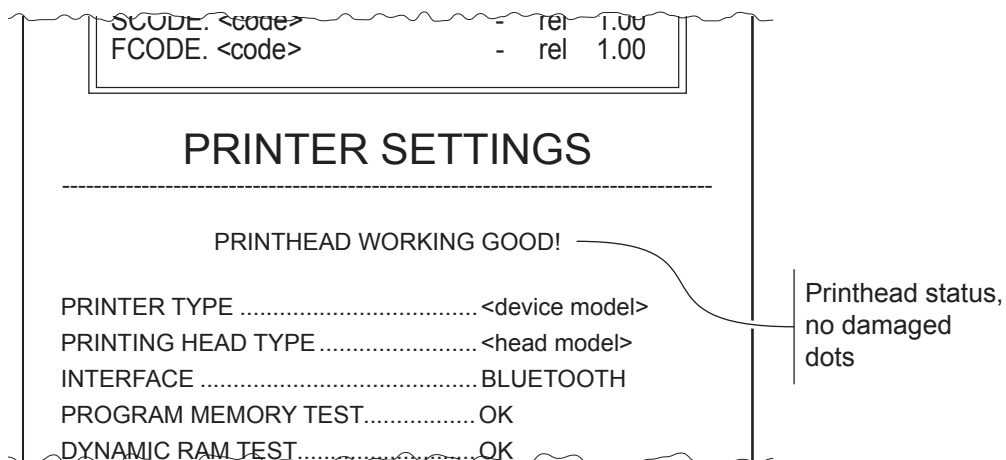 SCODE. <code> - rel 1.00
FCODE. <code> - rel 1.00
PRINTER SETTINGS
--------------------------------------------------------------------------------
PRINTHEAD WORKING GOOD!
PRINTER TYPE ..................................... <device model>
PRINTING HEAD TYPE ......................... <head model>
INTERFACE ........................................... BLUETOOTH
PROGRAM MEMORY TEST................. OK
DYNAMIC RAM TEST........................... OK
Printhead status,
no damaged
dots